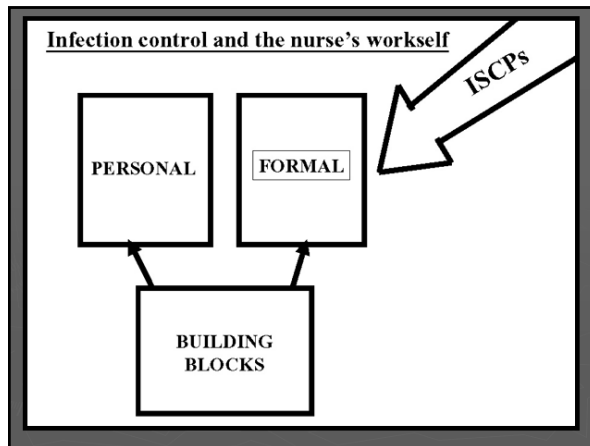 Infection control and the nurse's workself
ISCPs
PERSONAL
FORMAL
BUILDING
BLOCKS